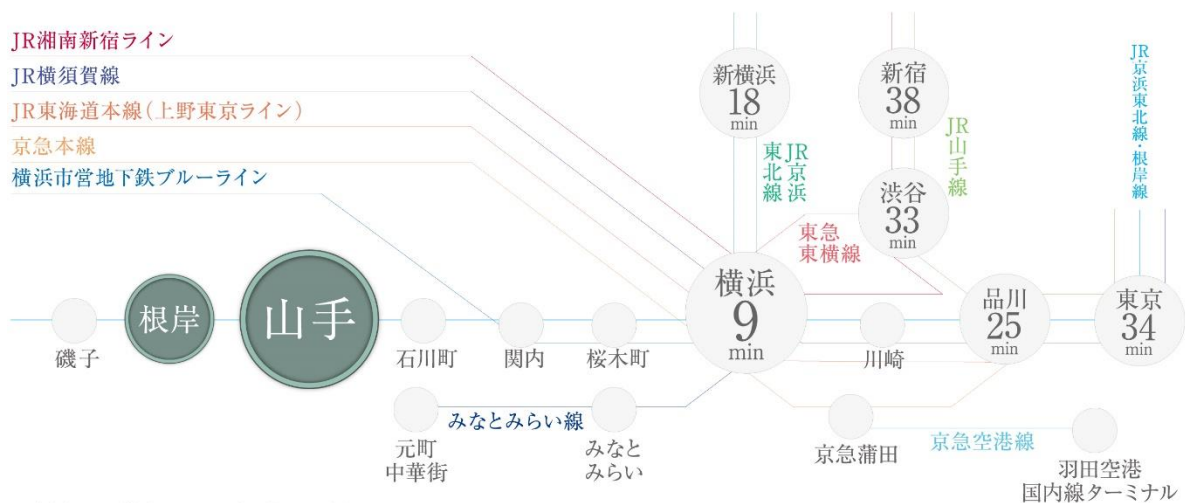 JR湘南新宿ライン
JR横須賀線
JR東海道本線（上野東京ライン）
京急本線
横浜市営地下鉄ブルーライン
新横浜
18
min
新宿
38
min
JR京浜
東北線
JR山手線
JR京浜東北線・根岸線
渋谷
33
min
東急
東横線
磯子
根岸
山手
石川町
関内
桜木町
横浜
9
min
川崎
品川
25
min
東京
34
min
元町
中華街
みなとみらい線
みなと
みらい
京急蒲田
京急空港線
羽田空港
国内線ターミナル